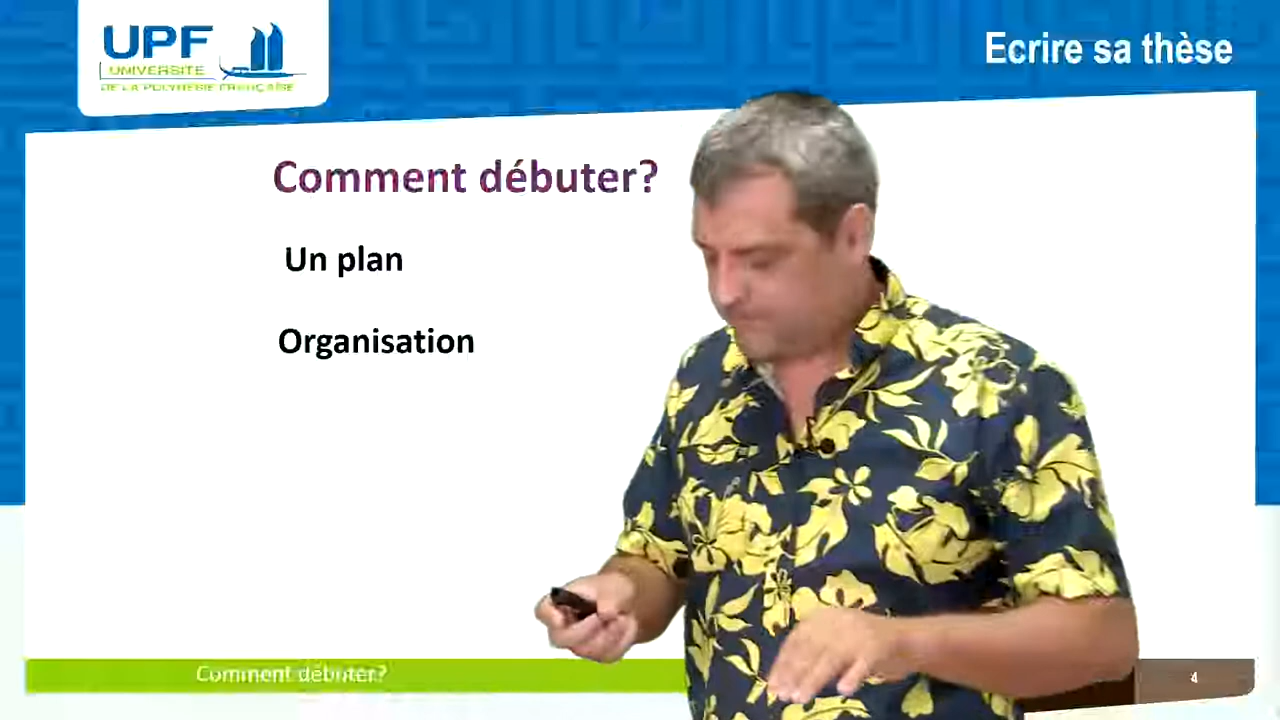 UPF
UNIVERSITE
DE LA POLYNESIE FRANÇAISE
Ecrire sa thèse
Comment débuter?
Un plan
Organisation
Comment débuter?
4